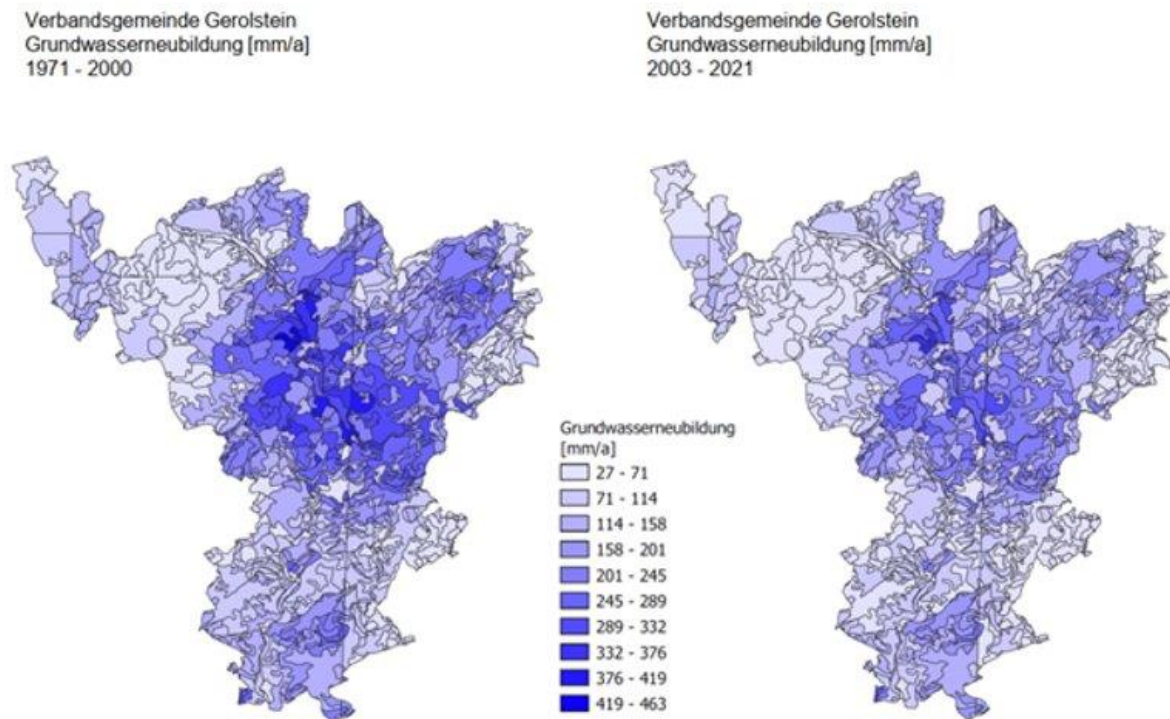 Verbandsgemeinde Gerolstein
Grundwasserneubildung [mm/a]
1971 - 2000
Verbandsgemeinde Gerolstein
Grundwasserneubildung [mm/a]
2003 - 2021
Grundwasserneubildung
[mm/a]
27 - 71
71 - 114
114 - 158
158 - 201
201 - 245
245 - 289
289 - 332
332 - 376
376 - 419
419 - 463